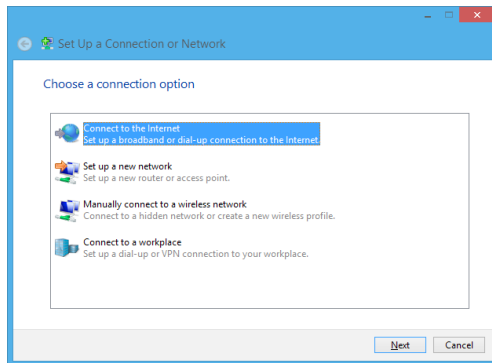 Set Up a Connection or Network
Choose a connection option
Connect to the Internet
Set up a broadband or dial-up connection to the Internet.
Set up a new network
Set up a new router or access point.
Manually connect to a wireless network
Connect to a hidden network or create a new wireless profile.
Connect to a workplace
Set up a dial-up or VPN connection to your workplace.
Next Cancel